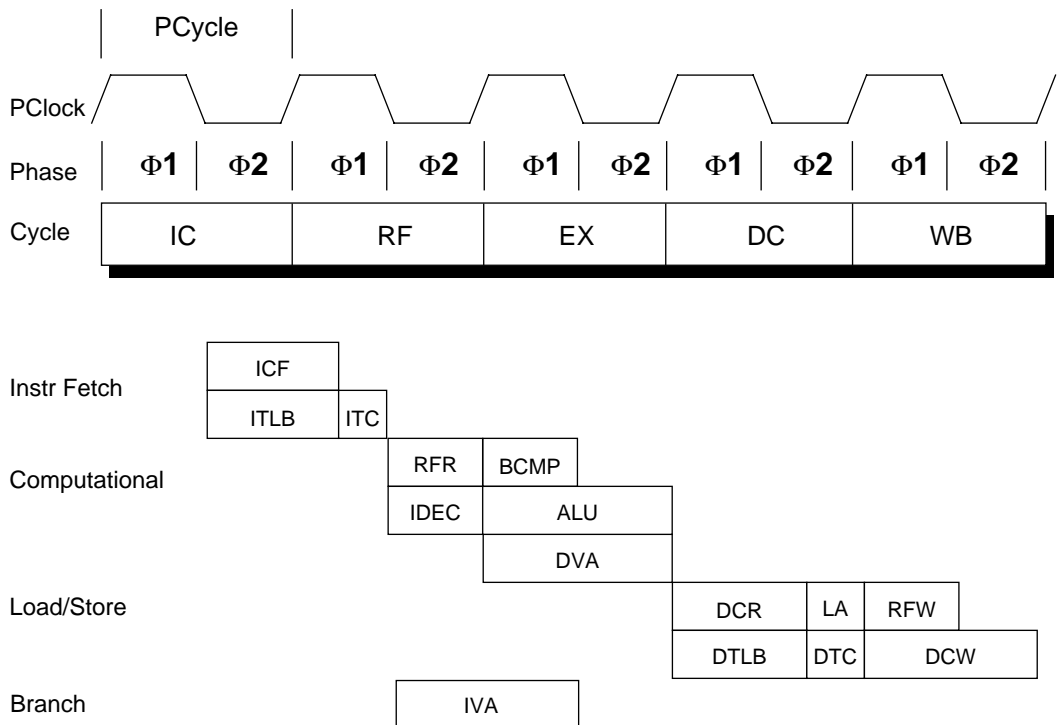 PCycle
PClock
Phase Φ1 Φ2 Φ1 Φ2 Φ1 Φ2 Φ1 Φ2 Φ1 Φ2
Cycle IC RF EX DC WB
ICF
Instr Fetch
ITLB ITC
RFR BCMP
Computational
IDEC ALU
DVA
Load/Store
DCR LA RFW
DTLB DTC DCW
Branch IVA